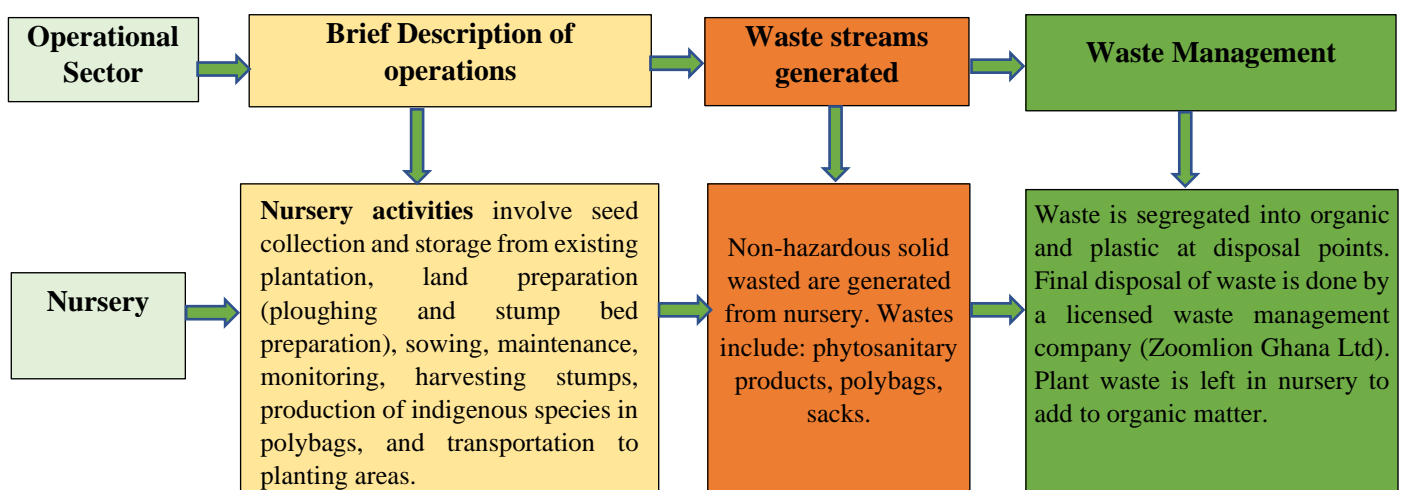 Operational
Sector
Brief Description of
operations
Waste streams
generated
Waste Management
Nursery
Nursery activities involve seed
collection and storage from existing
plantation, land preparation
(ploughing and stump bed
preparation), sowing, maintenance,
monitoring, harvesting stumps,
production of indigenous species in
polybags, and transportation to
planting areas.
Non-hazardous solid
wasted are generated
from nursery. Wastes
include: phytosanitary
products, polybags,
sacks.
Waste is segregated into organic
and plastic at disposal points.
Final disposal of waste is done by
a licensed waste management
company (Zoomlion Ghana Ltd).
Plant waste is left in nursery to
add to organic matter.